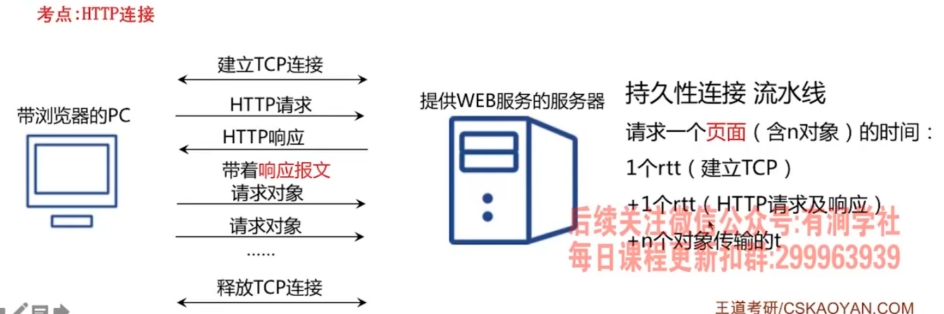 考点:HTTP连接
带浏览器的PC
建立TCP连接
HTTP请求
HTTP响应
带着响应报文
请求对象
请求对象
......
释放TCP连接
提供WEB服务的服务器
持久性连接 流水线
请求一个页面（含n对象）的时间：
1个rtt（建立TCP）
+1个rtt（HTTP请求及响应）
+n个对象传输的t
后续关注微信公众号:有涧学社
每日课程更新扣群:299963939
王道考研/CSKAOYAN.COM